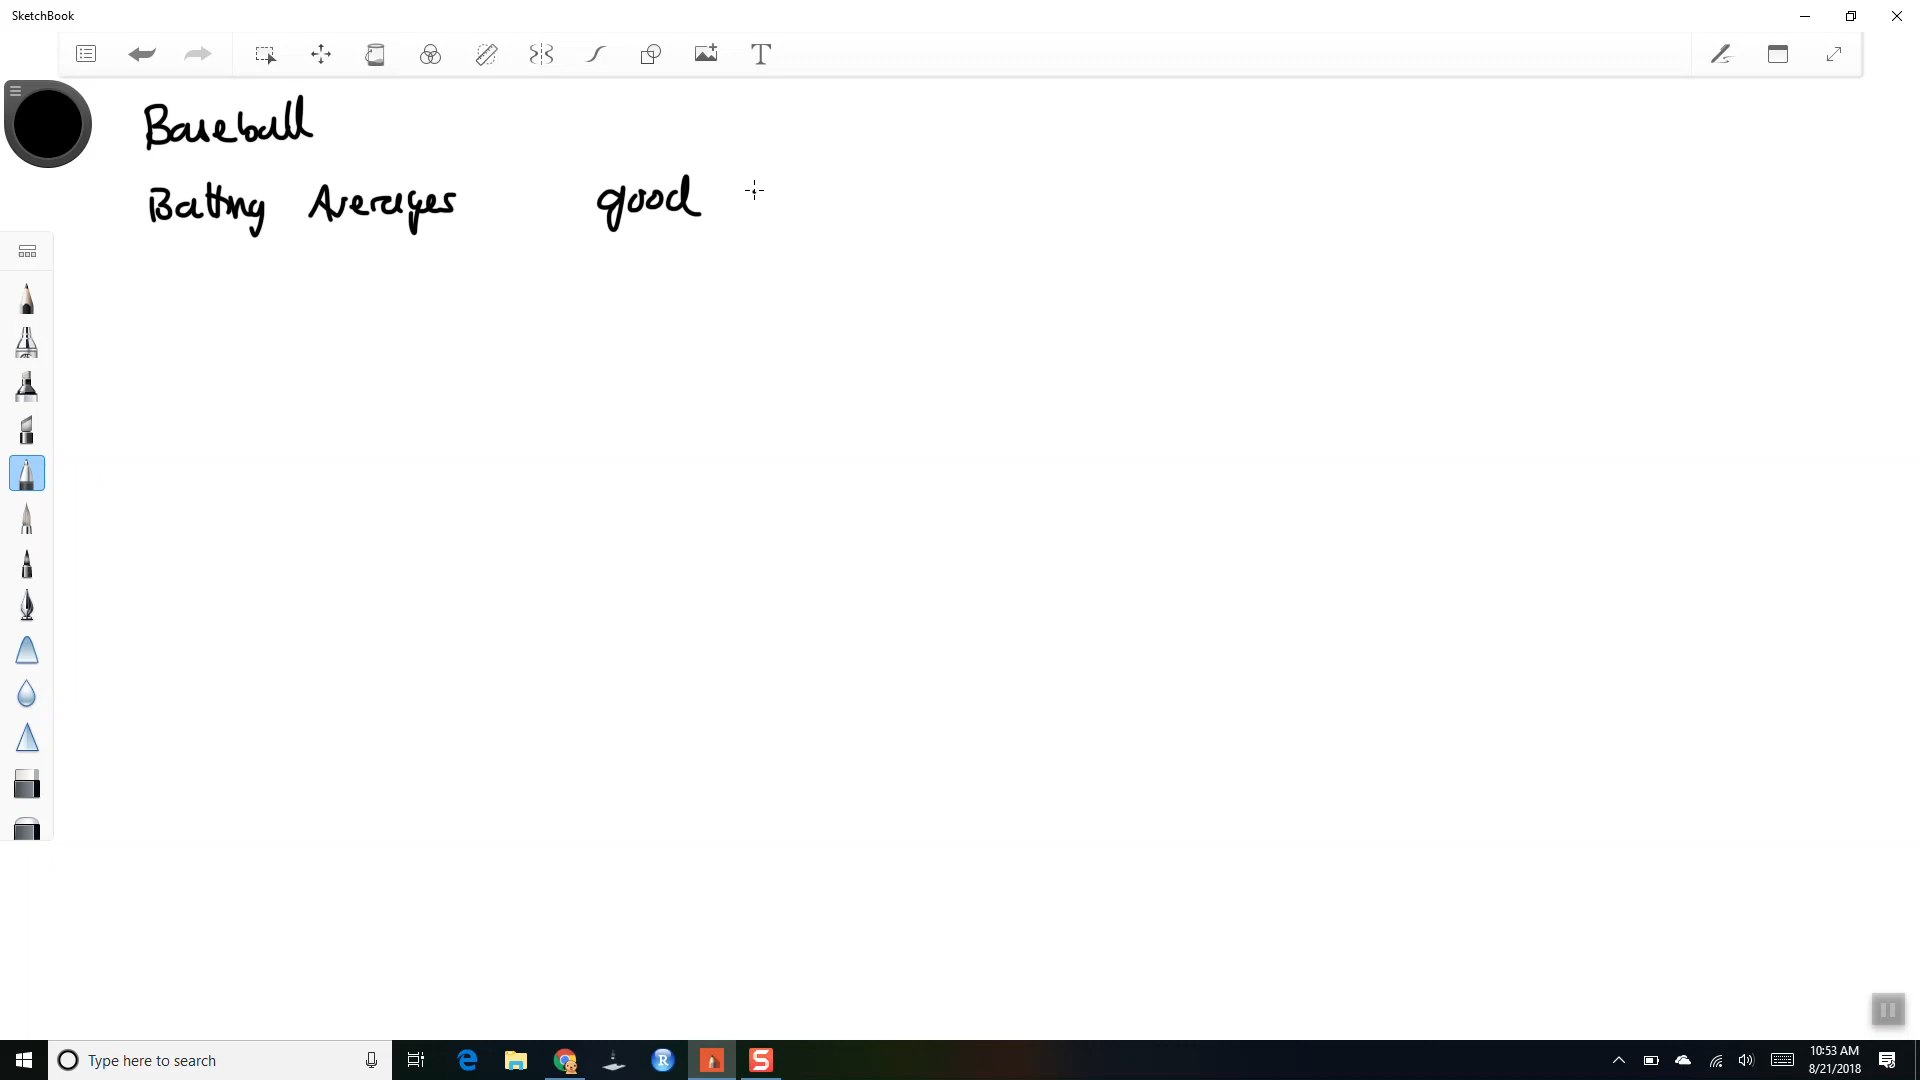 SketchBook
T
Baseball
Batting Averages good
Type here to search
10:53 AM
8/21/2018